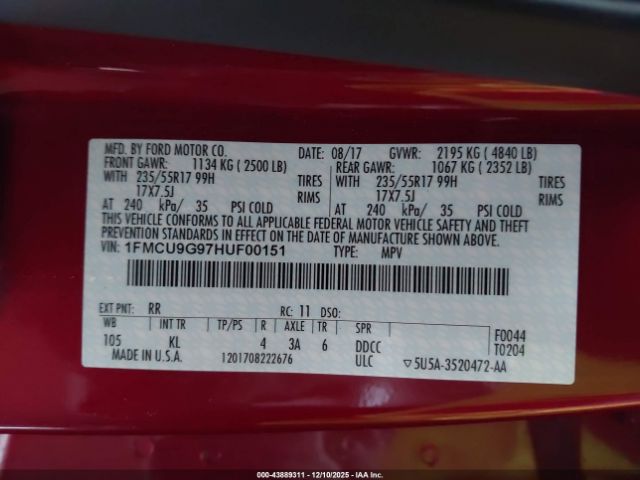 MFD. BY FORD MOTOR CO. DATE: 08/17 GVWR: 2195 KG ( 4840 LB)
FRONT GAWR: 1134 KG ( 2500 LB) REAR GAWR: 1067 KG ( 2352 LB)
WITH 235/55R17 99H TIRES WITH 235/55R17 99H TIRES
17X7.5J RIMS 17X7.5J RIMS
AT 240 kPa/ 35 PSI COLD AT 240 kPa/ 35 PSI COLD
THIS VEHICLE CONFORMS TO ALL APPLICABLE FEDERAL MOTOR VEHICLE SAFETY AND THEFT
PREVENTION STANDARDS IN EFFECT ON THE DATE OF MANUFACTURE SHOWN ABOVE.
VIN: 1FMCU9G97HUF00151 TYPE: MPV
EXT PNT: RR RC: 11 DSO:
WB INT TR TP/PS R AXLE TR SPR F0044
105 KL 4 3A 6 DDCC T0204
MADE IN U.S.A. 1201708222676 ULC ▽5U5A-3520472-AA
000-43889311 - 12/10/2025 - IAA Inc.